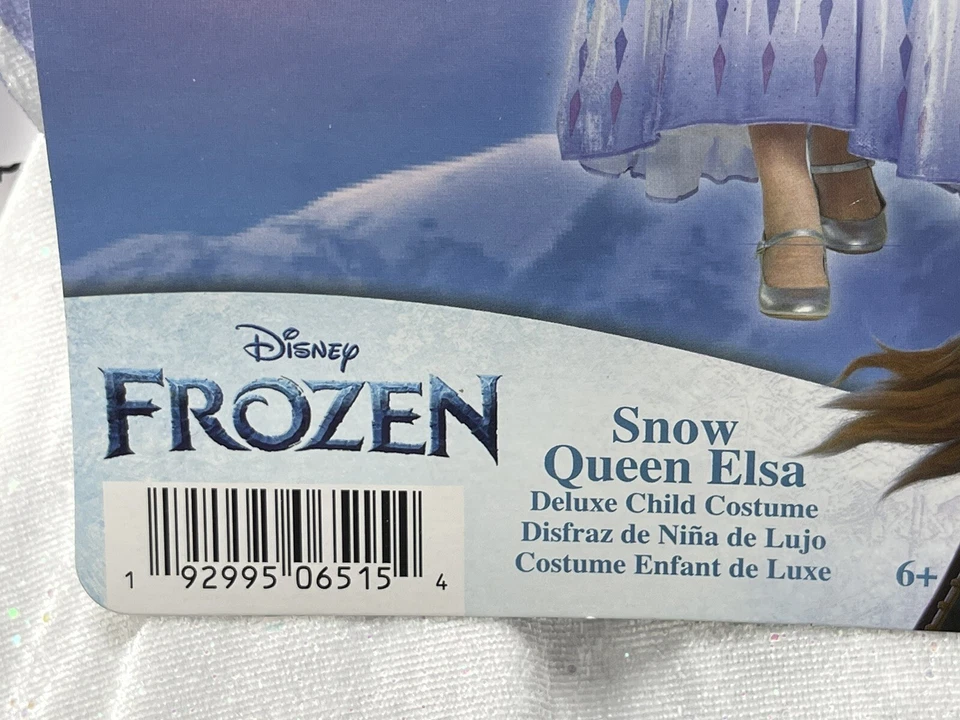 Disney
FROZEN
Snow
Queen Elsa
Deluxe Child Costume
Disfraz de Niña de Lujo
Costume Enfant de Luxe
6+
1 92995 06515 4